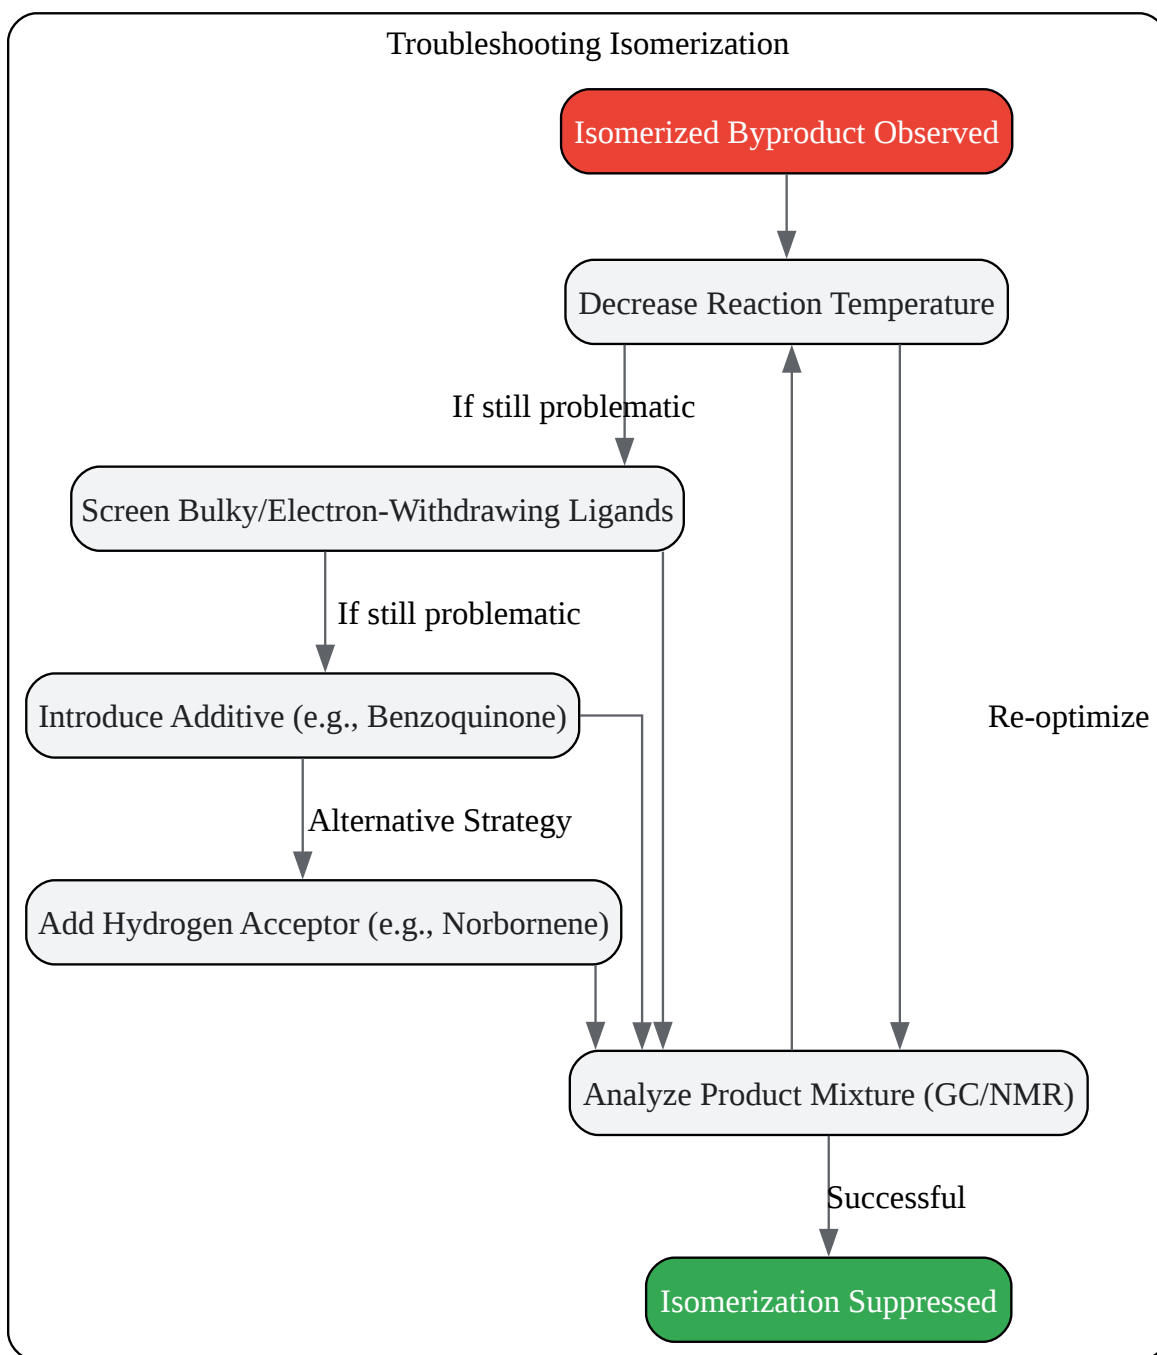 Troubleshooting Isomerization
Isomerized Byproduct Observed
Decrease Reaction Temperature
If still problematic
Screen Bulky/Electron-Withdrawing Ligands
If still problematic
Introduce Additive (e.g., Benzoquinone)
Re-optimize
Alternative Strategy
Add Hydrogen Acceptor (e.g., Norbornene)
Analyze Product Mixture (GC/NMR)
Successful
Isomerization Suppressed